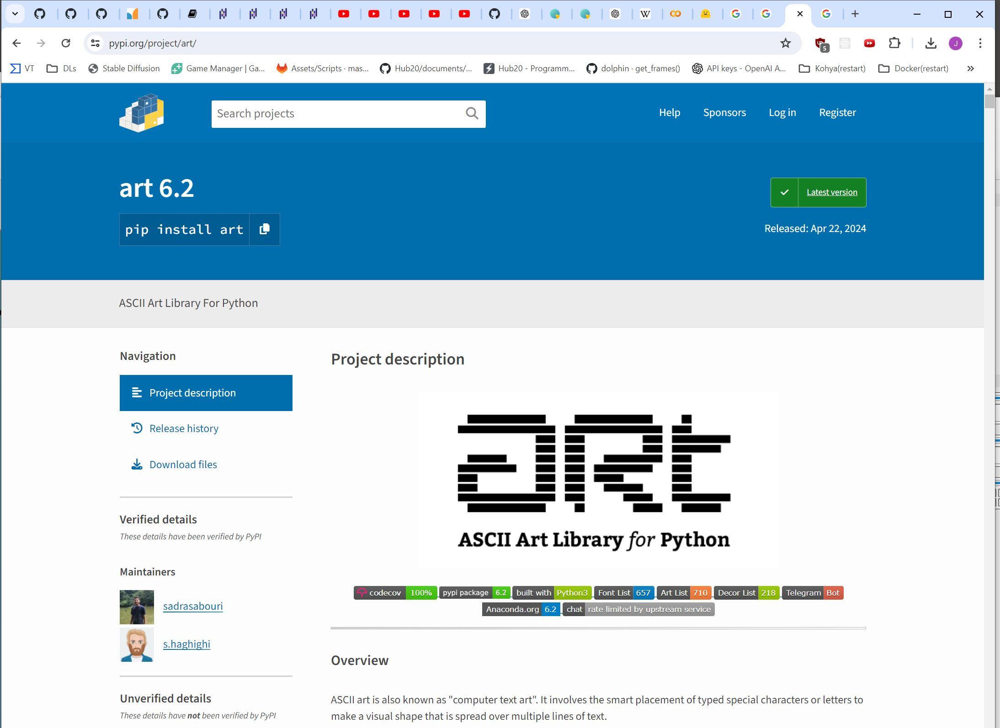 pypi.org/project/art/
5
J
VT
DLs
Stable Diffusion
Game Manager | Ga...
Assets/Scripts · mas...
Hub20/documents/...
Hub20 - Programm...
dolphin · get_frames()
API keys - OpenAI A...
Kohya(restart)
Docker(restart)
Search projects
Help
Sponsors
Log in
Register
art 6.2
Latest version
pip install art
Released: Apr 22, 2024
ASCII Art Library For Python
Navigation
Project description
Release history
Download files
Verified details
These details have been verified by PyPI
Maintainers
sadrasabouri
s.haghighi
Unverified details
These details have not been verified by PyPI
Project description
aRt
ASCII Art Library for Python
codecov 100% pypi package 6.2 built with Python3 Font List 657 Art List 710 Decor List 218 Telegram Bot
Anaconda.org 6.2 chat rate limited by upstream service
Overview
ASCII art is also known as "computer text art". It involves the smart placement of typed special characters or letters to
make a visual shape that is spread over multiple lines of text.